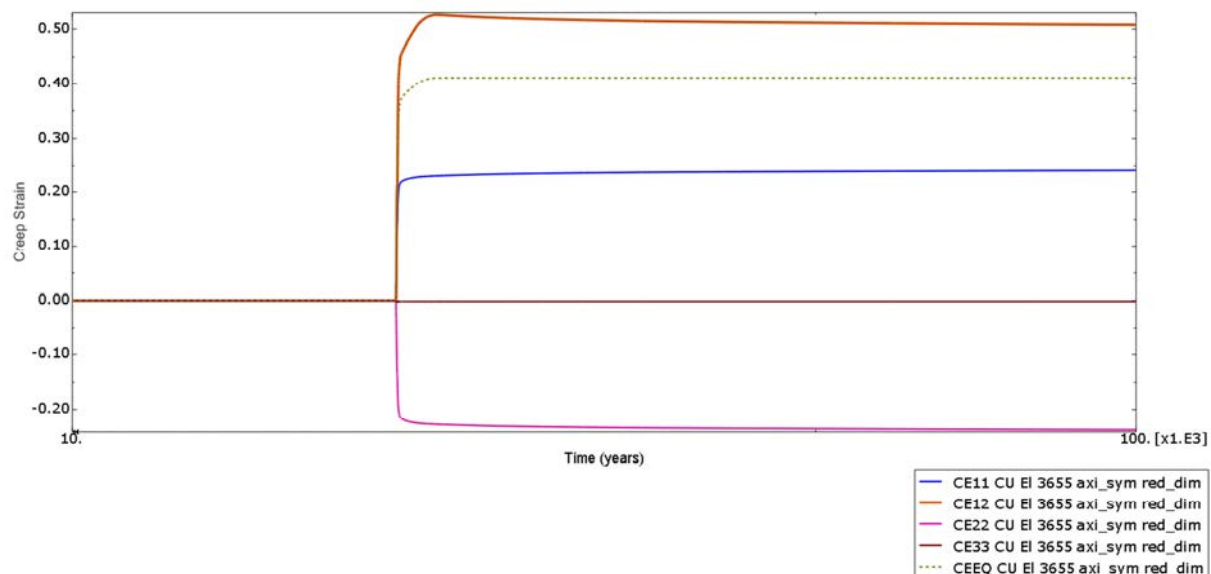 0.50
0.40
0.30
0.20
0.10
0.00
-0.10
-0.20
Creep Strain
10.
100. [x1.E3]
Time (years)
CE11 CU El 3655 axi_sym red_dim
CE12 CU El 3655 axi_sym red_dim
CE22 CU El 3655 axi_sym red_dim
CE33 CU El 3655 axi_sym red_dim
CEEQ CU El 3655 axi_sym red_dim